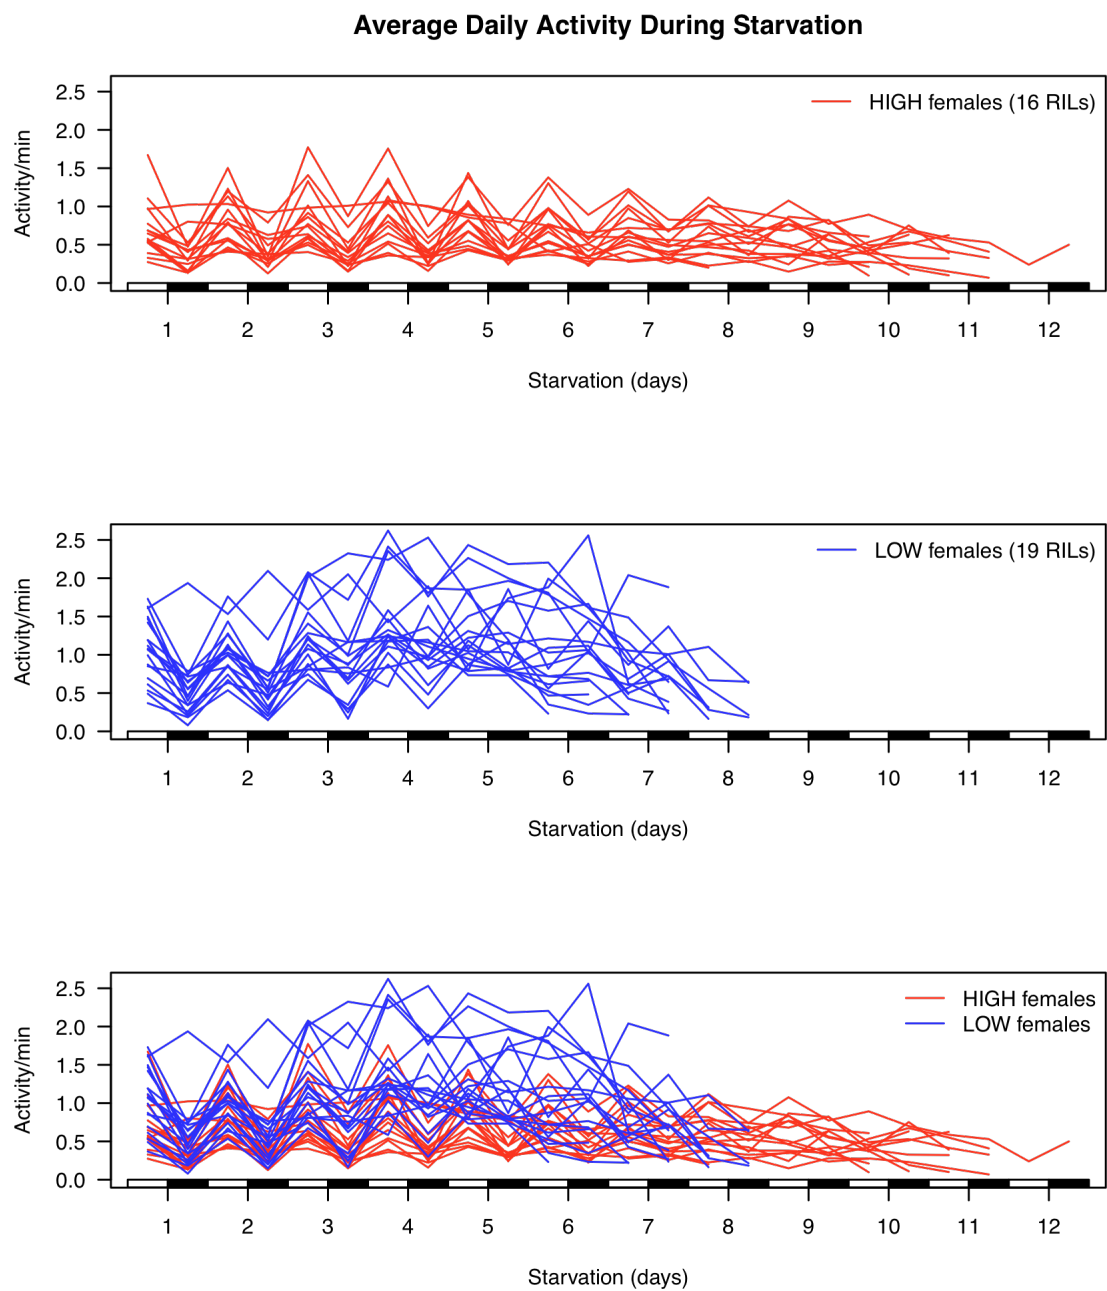 Average Daily Activity During Starvation
2.5
2.0
1.5
1.0
0.5
0.0
Activity/min
HIGH females (16 RILs)
1 2 3 4 5 6 7 8 9 10 11 12
Starvation (days)
2.5
2.0
1.5
1.0
0.5
0.0
Activity/min
LOW females (19 RILs)
1 2 3 4 5 6 7 8 9 10 11 12
Starvation (days)
2.5
2.0
1.5
1.0
0.5
0.0
Activity/min
HIGH females
LOW females
1 2 3 4 5 6 7 8 9 10 11 12
Starvation (days)